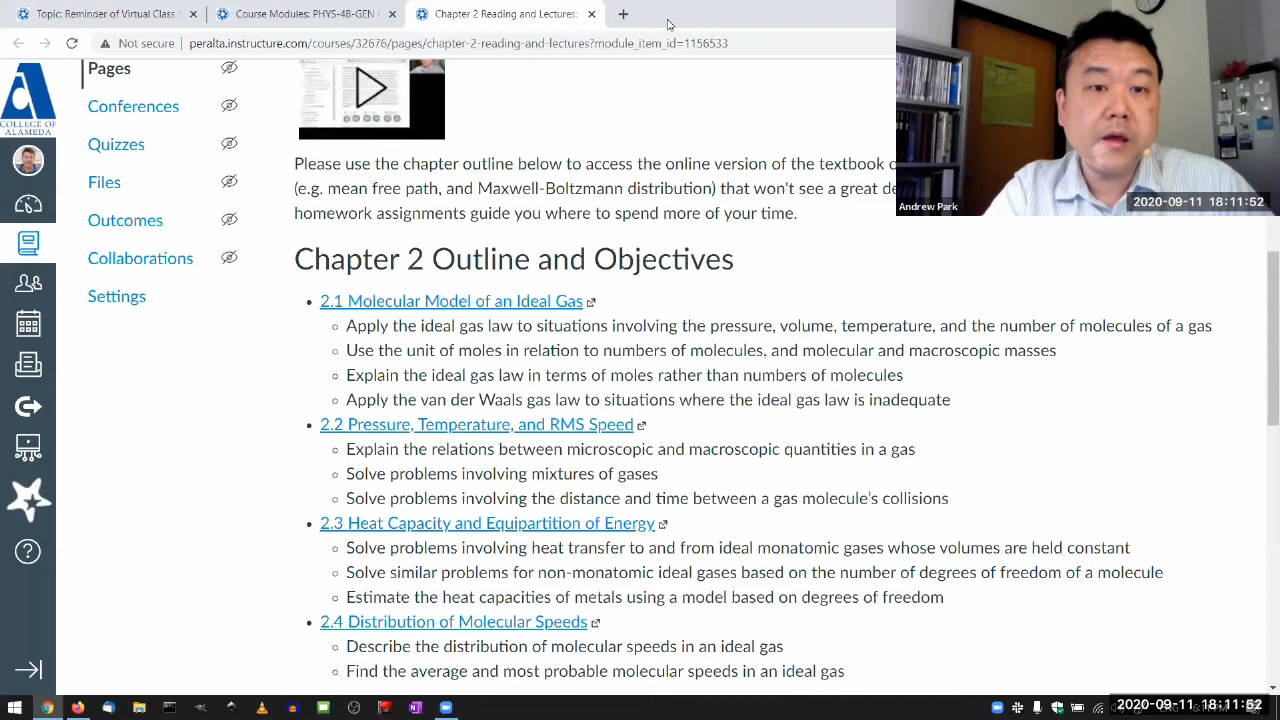 Topic Reminders of Virtual Class
Course Modules: PHYS-4B-GEN
Chapter 2 Reading and Lectures:
Not secure
peralta.instructure.com/courses/32676/pages/chapter-2-reading-and-lectures?module_item_id=1156533
COLLEGE OF
ALAMEDA
Pages
Conferences
Quizzes
Files
Outcomes
Collaborations
Settings
Andrew Park
2020-09-11 18:11:52
Please use the chapter outline below to access the online version of the textbook
(e.g. mean free path, and Maxwell-Boltzmann distribution) that won't see a great
homework assignments guide you where to spend more of your time.
Chapter 2 Outline and Objectives
2.1 Molecular Model of an Ideal Gas
Apply the ideal gas law to situations involving the pressure, volume, temperature, and the number of molecules of a gas
Use the unit of moles in relation to numbers of molecules, and molecular and macroscopic masses
Explain the ideal gas law in terms of moles rather than numbers of molecules
Apply the van der Waals gas law to situations where the ideal gas law is inadequate
2.2 Pressure, Temperature, and RMS Speed
Explain the relations between microscopic and macroscopic quantities in a gas
Solve problems involving mixtures of gases
Solve problems involving the distance and time between a gas molecule's collisions
2.3 Heat Capacity and Equipartition of Energy
Solve problems involving heat transfer to and from ideal monatomic gases whose volumes are held constant
Solve similar problems for non-monatomic ideal gases based on the number of degrees of freedom of a molecule
Estimate the heat capacities of metals using a model based on degrees of freedom
2.4 Distribution of Molecular Speeds
Describe the distribution of molecular speeds in an ideal gas
Find the average and most probable molecular speeds in an ideal gas
2020-09-11 18:11:52